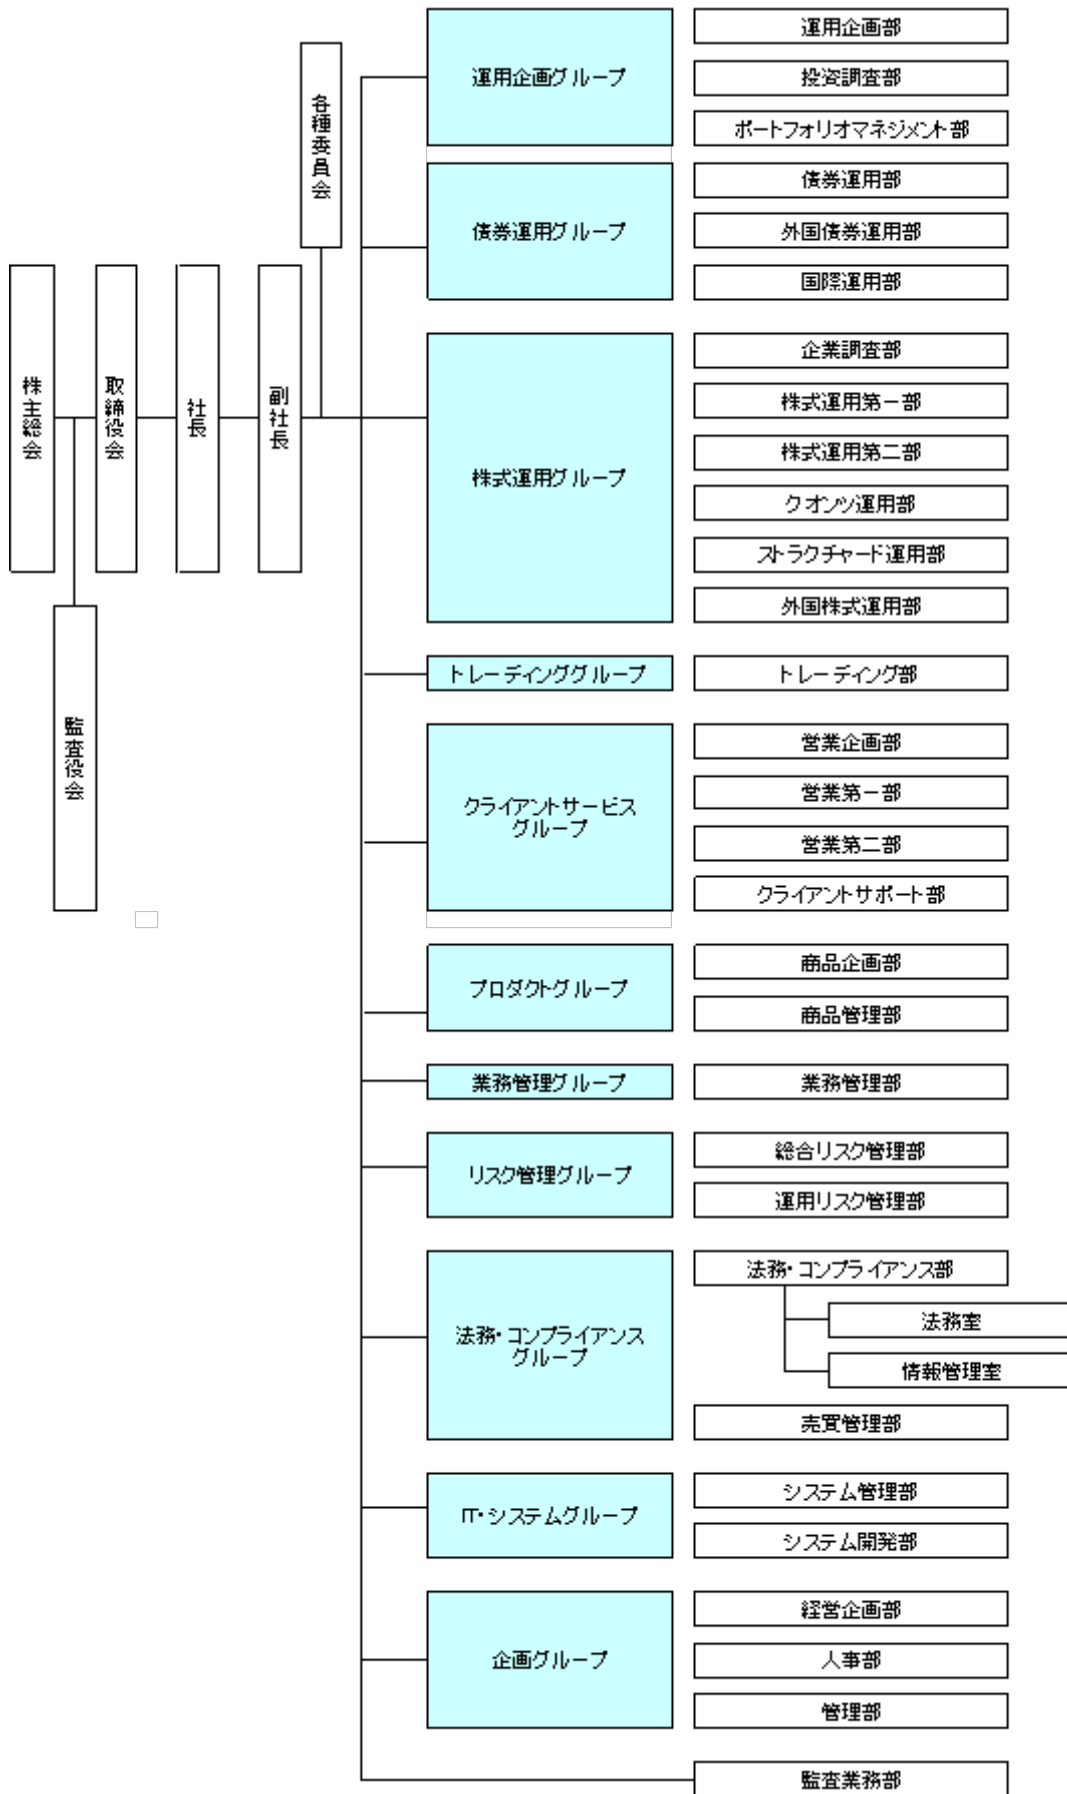 株主総会
監査役会
取締役会
社長
副社長
各種委員会
運用企画グループ
運用企画部
投資調査部
ポートフォリオマネジメント部
債券運用グループ
債券運用部
外国債券運用部
国際運用部
株式運用グループ
企業調査部
株式運用第一部
株式運用第二部
クオンツ運用部
ストラクチャード運用部
外国株式運用部
トレーディンググループ
トレーディング部
クライアントサービス
グループ
営業企画部
営業第一部
営業第二部
クライアントサポート部
プロダクトグループ
商品企画部
商品管理部
業務管理グループ
業務管理部
リスク管理グループ
総合リスク管理部
運用リスク管理部
法務・コンプライアンス
グループ
法務・コンプライアンス部
法務室
情報管理室
売買管理部
IT・システムグループ
システム管理部
システム開発部
企画グループ
経営企画部
人事部
管理部
監査業務部